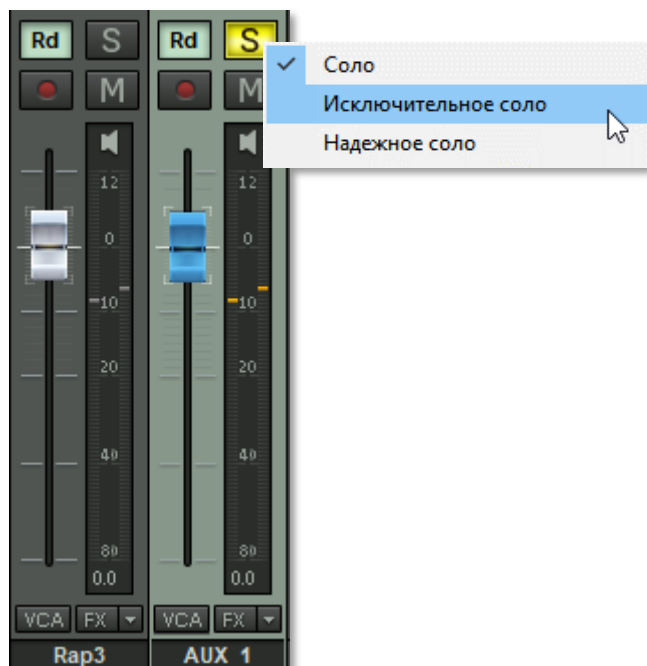 Rd S Rd S
M M
Соло
Исключительное соло
Надежное соло
12 12
0 0
10 10
20 20
40 40
80 80
0.0 0.0
VCA FX VCA FX
Rap3 AUX 1